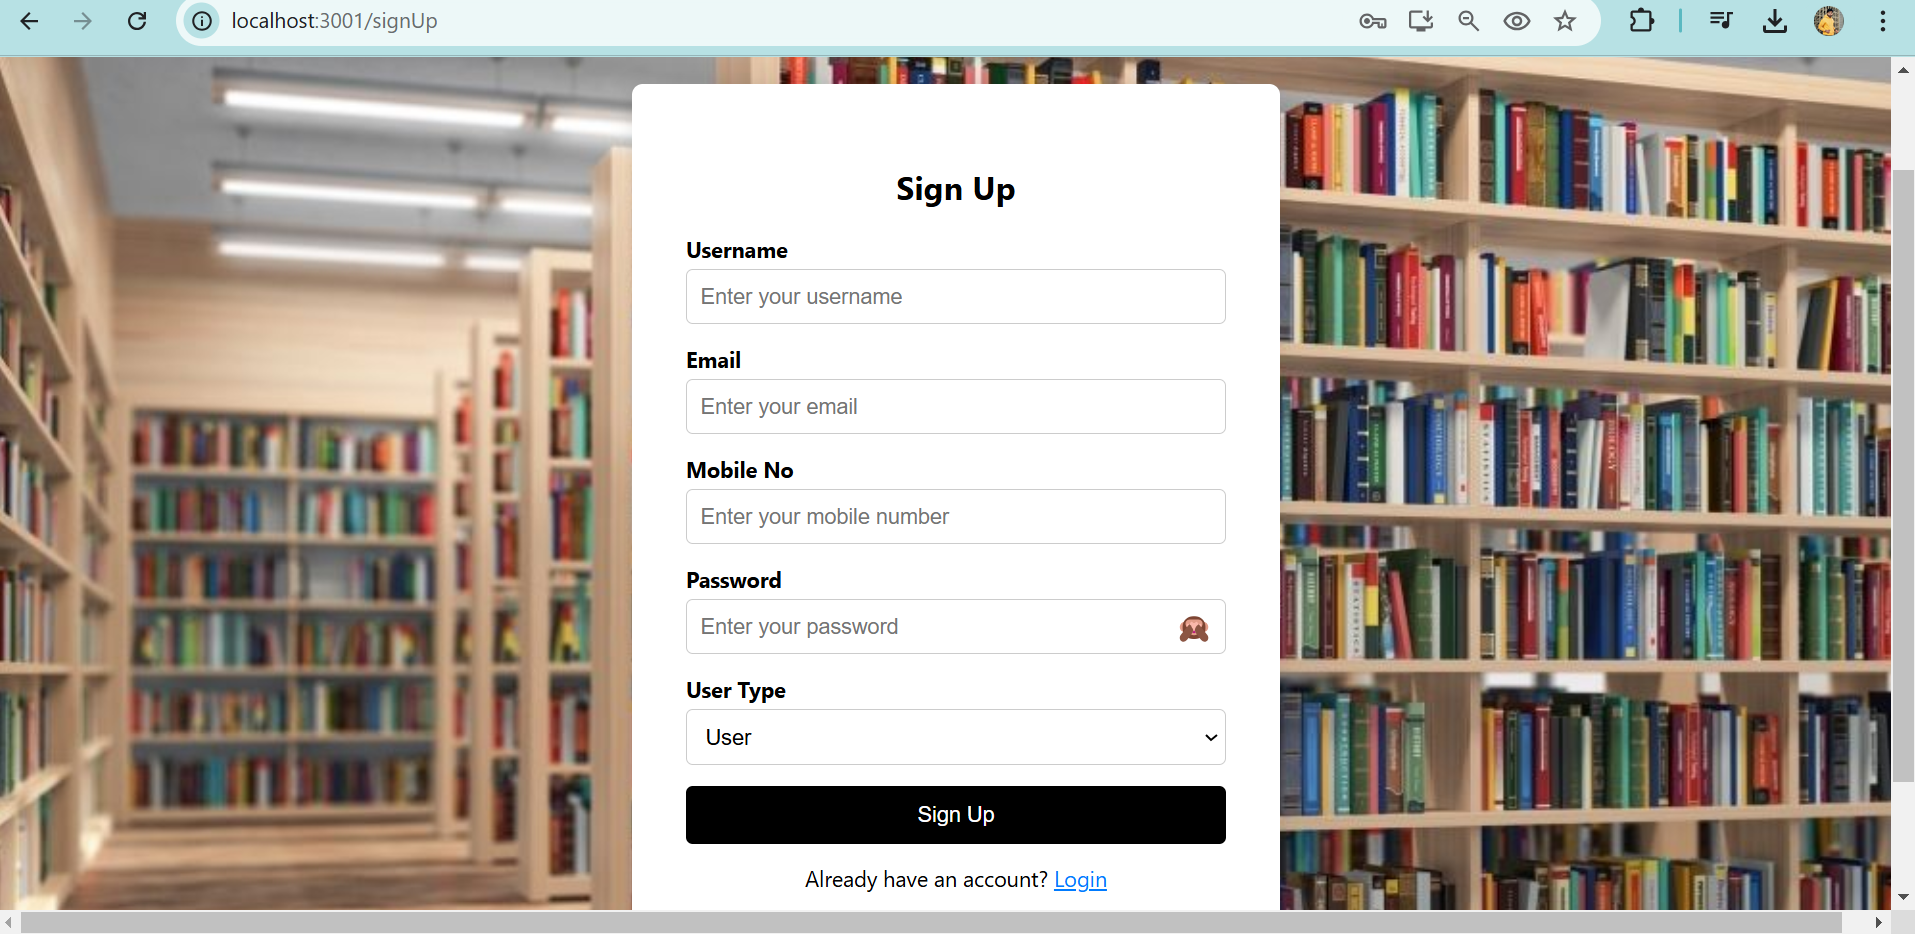 localhost:3001/signUp
Sign Up
Username
Enter your username
Email
Enter your email
Mobile No
Enter your mobile number
Password
Enter your password
User Type
User
Sign Up
Already have an account? Login